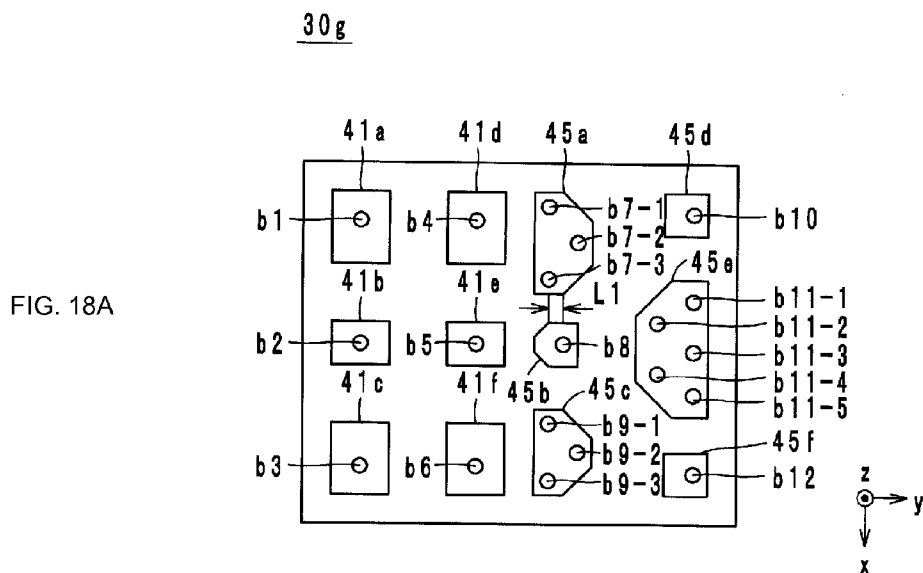 30g
41a 41d 45a 45d
b1 b4 b7-1 b10
b7-2
b7-3 45e
41b 41e L1 b11-1
b11-2
b2 b5 b8 b11-3
41c 41f 45b 45c b11-4
b11-5
b9-1
45f
b3 b6 b9-2 b12
b9-3
FIG. 18A
z
y
x